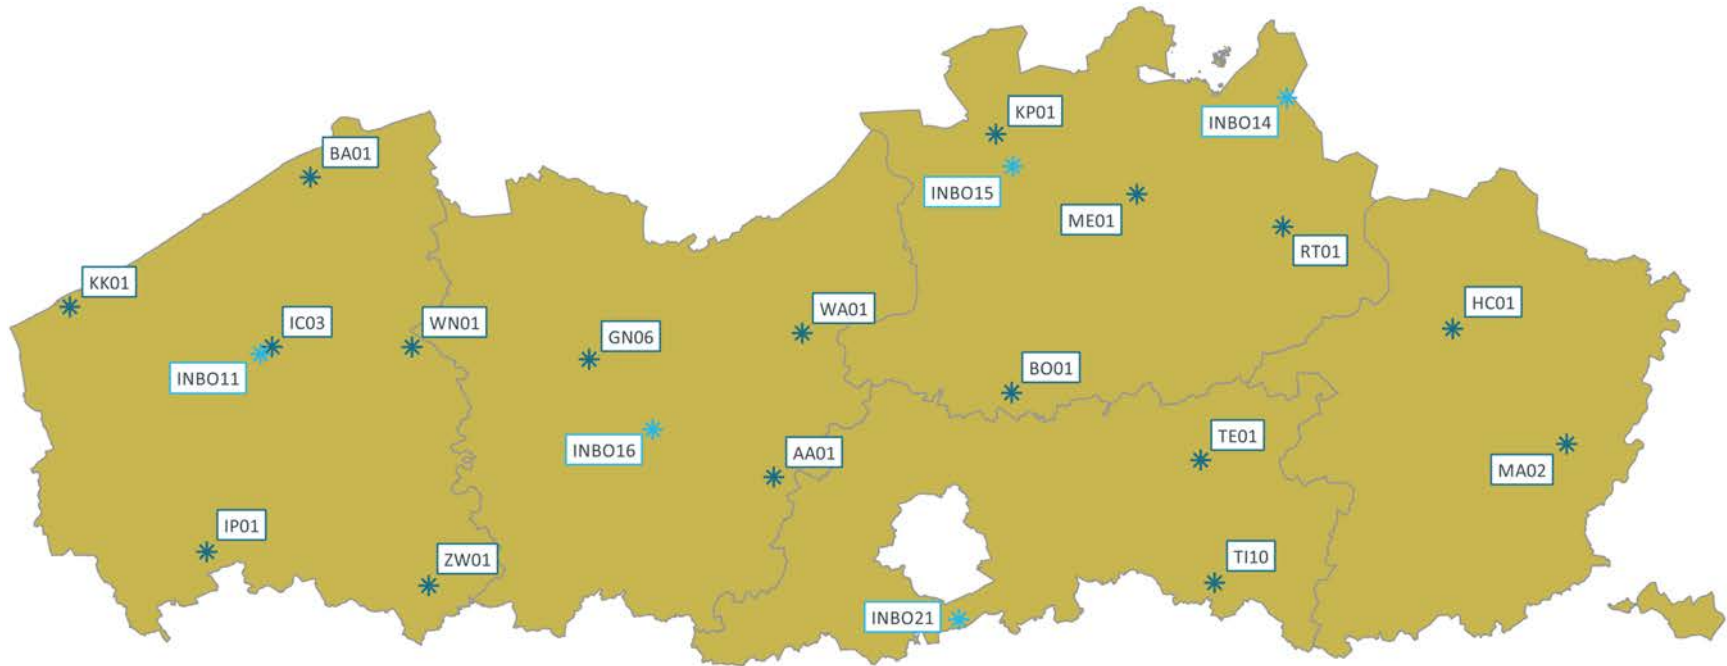 KP01
INBO14
BA01
INBO15
ME01
RT01
KK01
HC01
WA01
IC03
WN01
GN06
INBO11
BO01
TE01
INBO16
AA01
MA02
IP01
ZW01
TI10
INBO21